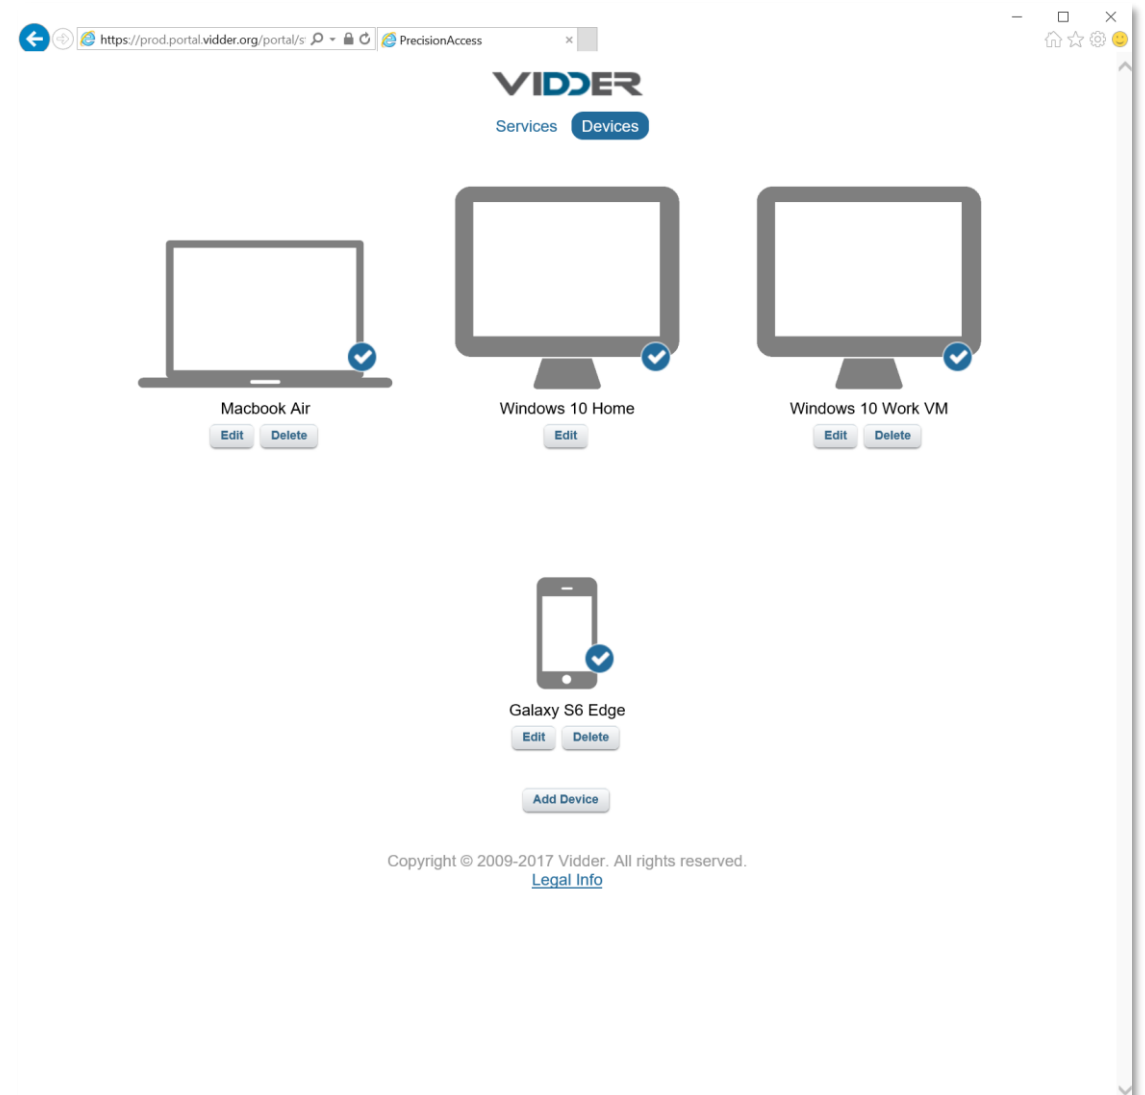 https://prod.portal.vidder.org/portal/s
PrecisionAccess
VIDDER
Services Devices
Macbook Air
Edit Delete
Windows 10 Home
Edit
Windows 10 Work VM
Edit Delete
Galaxy S6 Edge
Edit Delete
Add Device
Copyright © 2009-2017 Vidder. All rights reserved.
Legal Info